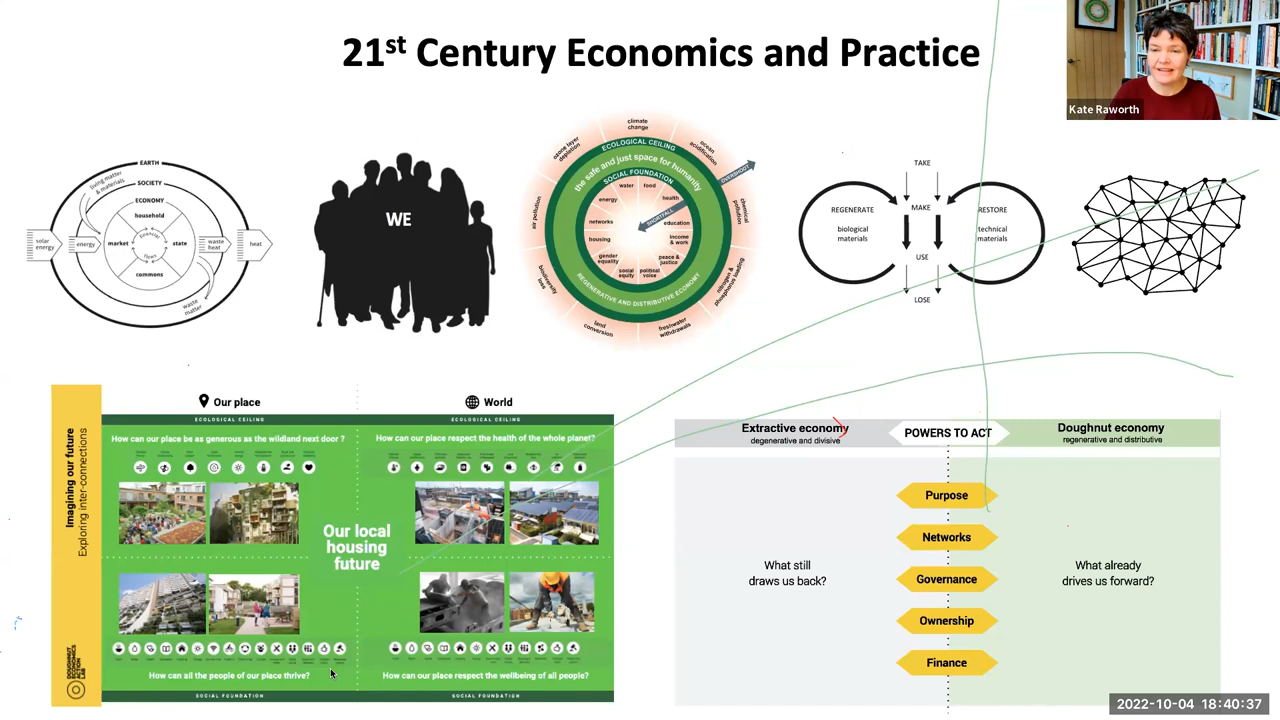 21st Century Economics and Practice
Kate Raworth
EARTH
living matter
& materials
SOCIETY
ECONOMY
household
solar
energy
energy
market
financial
flows
state
waste
heat
heat
commons
waste
matter
WE
climate
change
ozone layer
depletion
ocean
acidification
ECOLOGICAL CEILING
the safe and just space for humanity
OVERSHOOT
SOCIAL FOUNDATION
water
food
energy
health
air pollution
SHORTFALL
chemical
pollution
networks
education
housing
income
& work
gender
equality
peace &
justice
social
equity
political
voice
biodiversity
loss
REGENERATIVE AND DISTRIBUTIVE ECONOMY
nitrogen &
phosphorus loading
land
conversion
freshwater
withdrawals
TAKE
REGENERATE
MAKE
RESTORE
biological
materials
technical
materials
USE
LOSE
Imagining our future
Exploring inter-connections
DOUGHNUT
ECONOMICS
ACTION
LAB
Our place
World
ECOLOGICAL CEILING
ECOLOGICAL CEILING
How can our place be as generous as the wildland next door ?
How can our place respect the health of the whole planet?
Our local
housing
future
How can all the people of our place thrive?
How can our place respect the wellbeing of all people?
SOCIAL FOUNDATION
SOCIAL FOUNDATION
Extractive economy
degenerative and divisive
POWERS TO ACT
Doughnut economy
regenerative and distributive
Purpose
Networks
Governance
Ownership
Finance
What still
draws us back?
What already
drives us forward?
2022-10-04 18:40:37